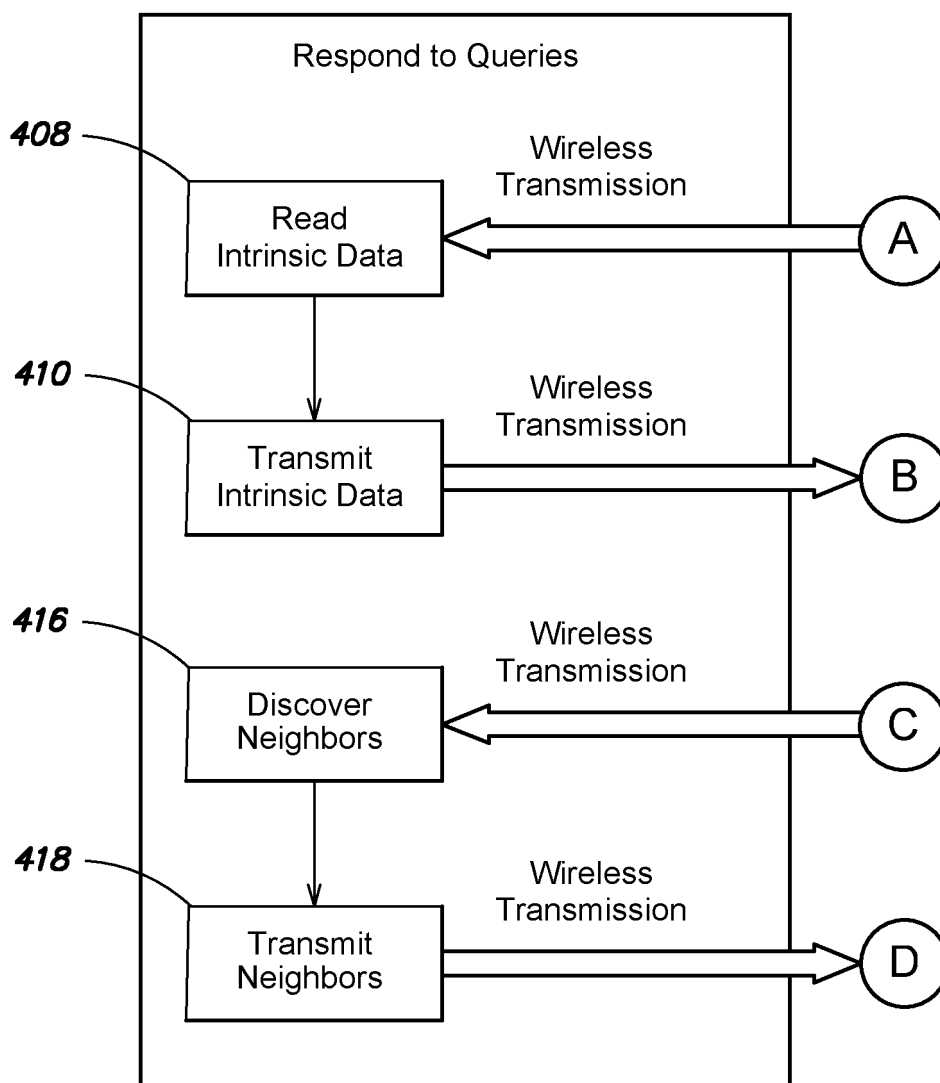 Respond to Queries
408
Wireless
Transmission
Read
Intrinsic Data
A
410
Wireless
Transmission
Transmit
Intrinsic Data
B
416
Wireless
Transmission
Discover
Neighbors
C
418
Wireless
Transmission
Transmit
Neighbors
D